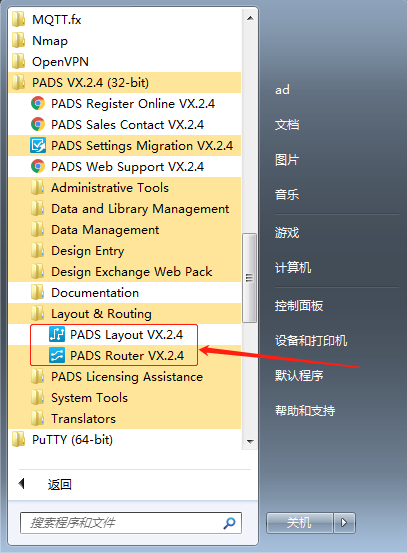 MQTT.fx
Nmap
OpenVPN
PADS VX.2.4 (32-bit)
PADS Register Online VX.2.4
PADS Sales Contact VX.2.4
PADS Settings Migration VX.2.4
PADS Web Support VX.2.4
Administrative Tools
Data and Library Management
Data Management
Design Entry
Design Exchange Web Pack
Documentation
Layout & Routing
PADS Layout VX.2.4
PADS Router VX.2.4
PADS Licensing Assistance
System Tools
Translators
PuTTY (64-bit)
返回
搜索程序和文件
ad
文档
图片
音乐
游戏
计算机
控制面板
设备和打印机
默认程序
帮助和支持
关机